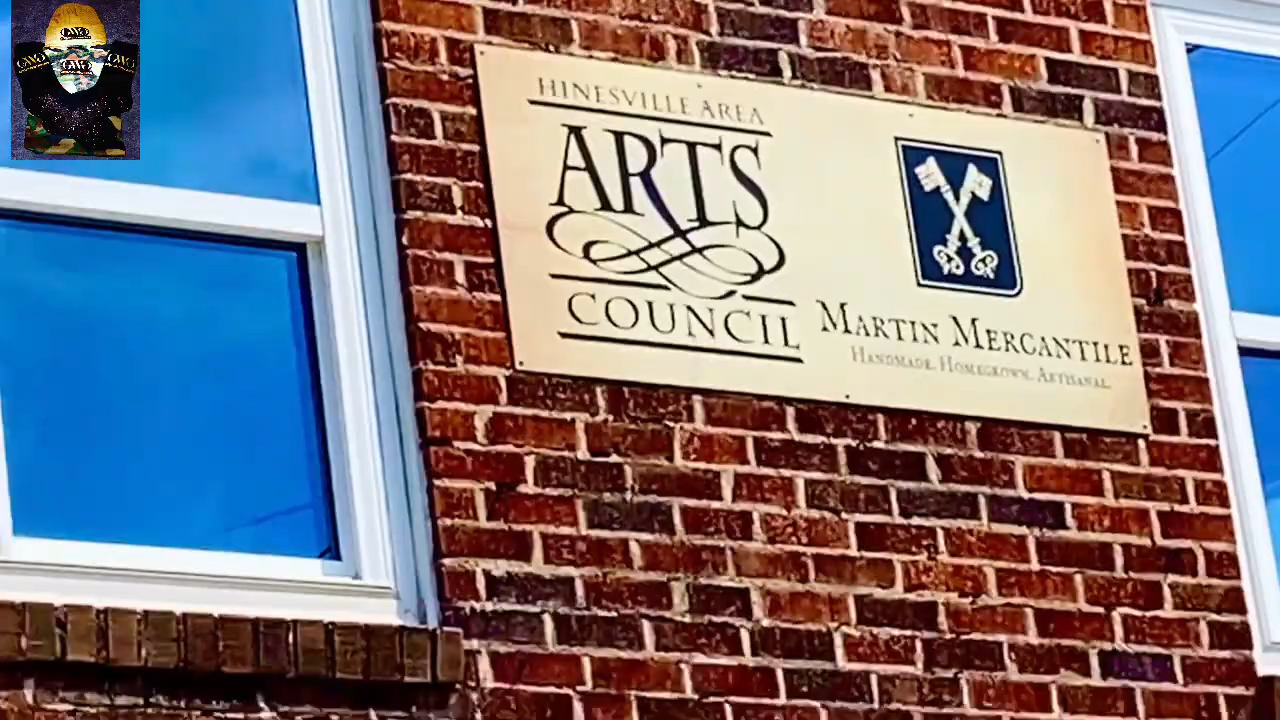 HINESVILLE AREA
ARTS
COUNCIL
MARTIN MERCANTILE
HANDMADE. HOMEGROWN. ARTISANAL.